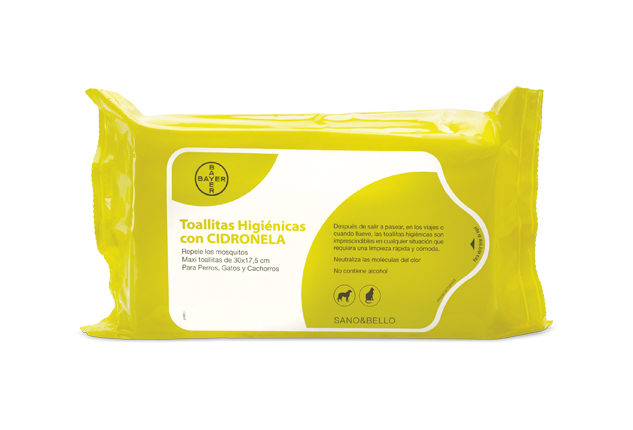 BAYER
BAYER
Toallitas Higiénicas
con CIDRONELA
Repele los mosquitos
Maxi toallitas de 30x17,5 cm
Para Perros, Gatos y Cachorros
Después de salir a pasear, en los viajes o
cuando llueve, las toallitas higiénicas son
imprescindibles en cualquier situación que
requiera una limpieza rápida y cómoda.
Neutraliza las moléculas del olor
No contiene alcohol
SANO&BELLO